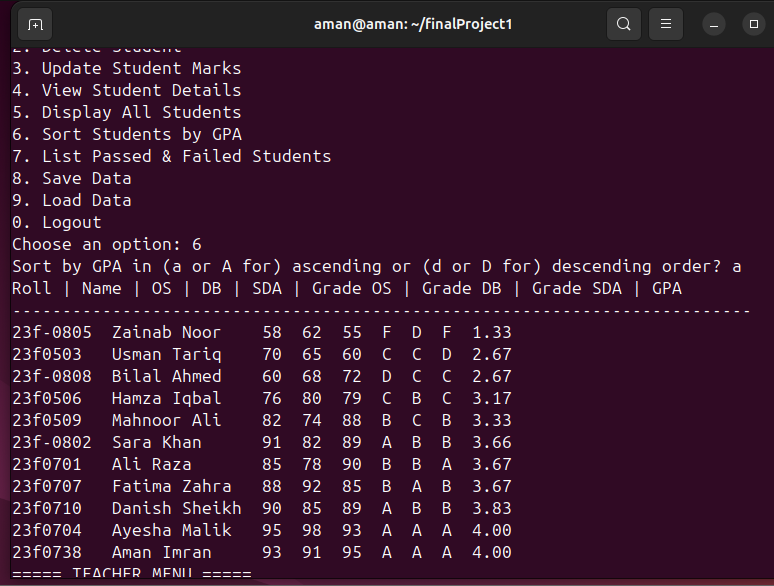 aman@aman: ~/finalProject1
2. Delete Student
3. Update Student Marks
4. View Student Details
5. Display All Students
6. Sort Students by GPA
7. List Passed & Failed Students
8. Save Data
9. Load Data
0. Logout
Choose an option: 6
Sort by GPA in (a or A for) ascending or (d or D for) descending order? a
Roll | Name | OS | DB | SDA | Grade OS | Grade DB | Grade SDA | GPA
--------------------------------------------------------------------------
23f-0805  Zainab Noor    58  62  55  F  D  F  1.33
23f0503   Usman Tariq    70  65  60  C  C  D  2.67
23f-0808  Bilal Ahmed    60  68  72  D  C  C  2.67
23f0506   Hamza Iqbal    76  80  79  C  B  C  3.17
23f0509   Mahnoor Ali    82  74  88  B  C  B  3.33
23f-0802  Sara Khan      91  82  89  A  B  B  3.66
23f0701   Ali Raza       85  78  90  B  B  A  3.67
23f0707   Fatima Zahra   88  92  85  B  A  B  3.67
23f0710   Danish Sheikh  90  85  89  A  B  B  3.83
23f0704   Ayesha Malik   95  98  93  A  A  A  4.00
23f0738   Aman Imran     93  91  95  A  A  A  4.00
===== TEACHER MENU =====